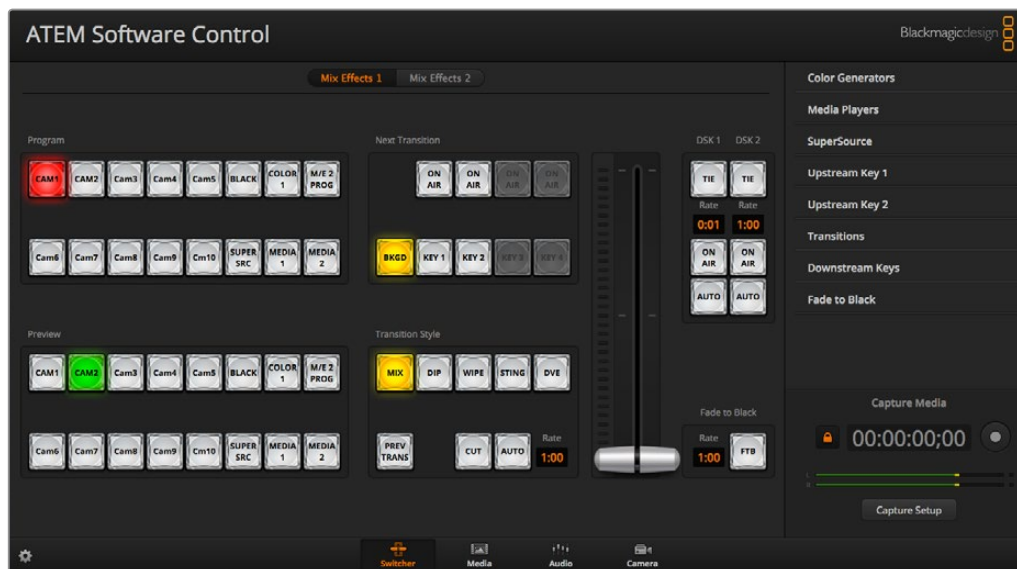 ATEM Software Control
Blackmagicdesign
Mix Effects 1 Mix Effects 2
Program
CAM1 CAM2 Cam3 Cam4 Cam5 BLACK COLOR 1 M/E 2 PROG
Cam6 Cam7 Cam8 Cam9 Cm10 SUPER SRC MEDIA 1 MEDIA 2
Next Transition
ON AIR ON AIR ON AIR ON AIR
BKGD KEY 1 KEY 2 KEY 3 KEY 4
DSK 1 DSK 2
TIE TIE
Rate Rate
0:01 1:00
ON AIR ON AIR
AUTO AUTO
Preview
CAM1 CAM2 Cam3 Cam4 Cam5 BLACK COLOR 1 M/E 2 PROG
Cam6 Cam7 Cam8 Cam9 Cm10 SUPER SRC MEDIA 1 MEDIA 2
Transition Style
MIX DIP WIPE STING DVE
PREV TRANS CUT AUTO Rate 1:00
Fade to Black
Rate
1:00 FTB
Color Generators
Media Players
SuperSource
Upstream Key 1
Upstream Key 2
Transitions
Downstream Keys
Fade to Black
Capture Media
00:00:00;00
L
R
Capture Setup
Switcher Media Audio Camera